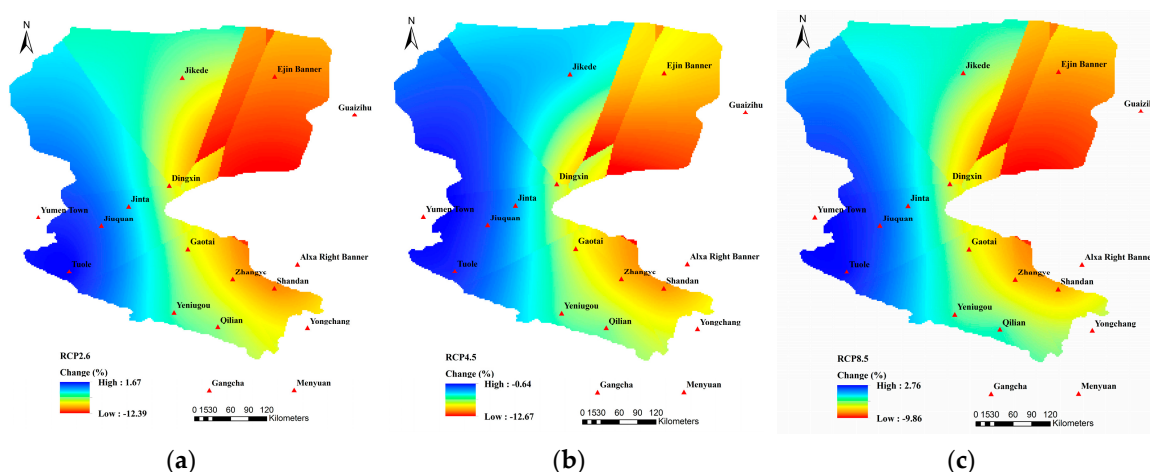 N
Jikede
Ejin Banner
Guaizihu
Dingxin
Jinta
Yumen Town
Jiuquan
Gaotai
Alxa Right Banner
Tuole
Zhangye
Shandan
Yeniugou
Qilian
Yongchang
RCP2.6
Change (%)
High : 1.67
Low : -12.39
Gangcha
Menyuan
0 1530 60 90 120
Kilometers
(a)
N
Jikede
Ejin Banner
Guaizihu
Dingxin
Jinta
Yumen Town
Jiuquan
Gaotai
Alxa Right Banner
Tuole
Zhangye
Shandan
Yeniugou
Qilian
Yongchang
RCP4.5
Change (%)
High : -0.64
Low : -12.67
Gangcha
Menyuan
0 1530 60 90 120
Kilometers
(b)
N
Jikede
Ejin Banner
Guaizih
Dingxin
Jinta
Yumen Town
Jiuquan
Gaotai
Alxa Right Banner
Tuole
Zhangye
Shandan
Yeniugou
Qilian
Yongchang
RCP8.5
Change (%)
High : 2.76
Low : -9.86
Gangcha
Menyuan
0 1530 60 90 120
Kilometers
(c)